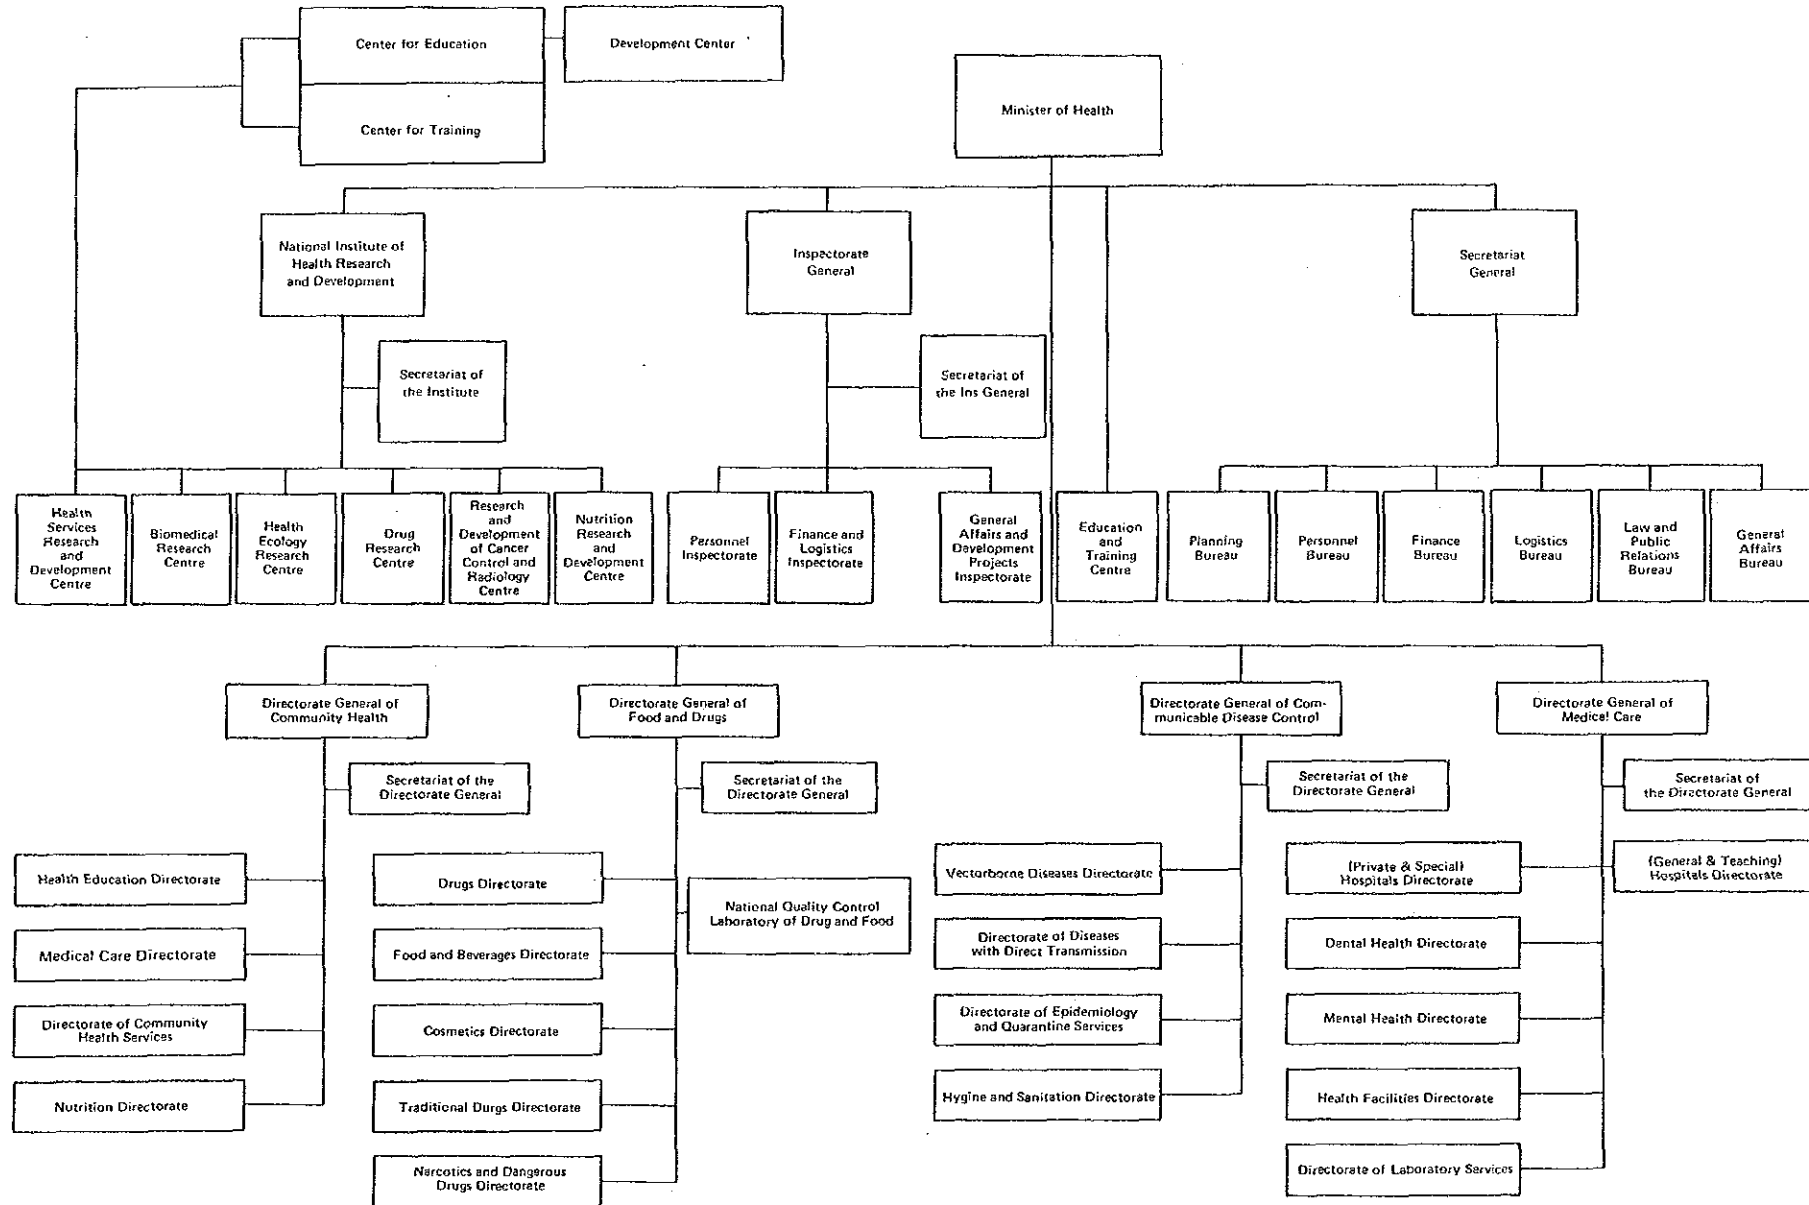 Center for Education
Development Center
Center for Training
Minister of Health
National Institute of
Health Research
and Development
Inspectorate
General
Secretariat
General
Secretariat of
the Institute
Secretariat of
the Ins General
Health
Services
Research
and
Development
Centre
Biomedical
Research
Centre
Health
Ecology
Research
Centre
Drug
Research
Centre
Research
and
Development
of Cancer
Control and
Radiology
Centre
Nutrition
Research
and
Development
Centre
Personnel
Inspectorate
Finance and
Logistics
Inspectorate
General
Affairs and
Development
Projects
Inspectorate
Education
and
Training
Centre
Planning
Bureau
Personnel
Bureau
Finance
Bureau
Logistics
Bureau
Law and
Public
Relations
Bureau
General
Affairs
Bureau
Directorate General of
Community Health
Directorate General of
Food and Drugs
Directorate General of Com-
municable Disease Control
Directorate General of
Medical Care
Secretariat of the
Directorate General
Secretariat of the
Directorate General
Secretariat of the
Directorate General
Secretariat of
the Directorate General
Health Education Directorate
Drugs Directorate
National Quality Control
Laboratory of Drug and Food
Vectorborne Diseases Directorate
(Private & Special)
Hospitals Directorate
(General & Teaching)
Hospitals Directorate
Medical Care Directorate
Food and Beverages Directorate
Directorate of Diseases
with Direct Transmission
Dental Health Directorate
Directorate of Community
Health Services
Cosmetics Directorate
Directorate of Epidemiology
and Quarantine Services
Mental Health Directorate
Nutrition Directorate
Traditional Durgs Directorate
Hygine and Sanitation Directorate
Health Facilities Directorate
Narcotics and Dangerous
Drugs Directorate
Directorate of Laboratory Services